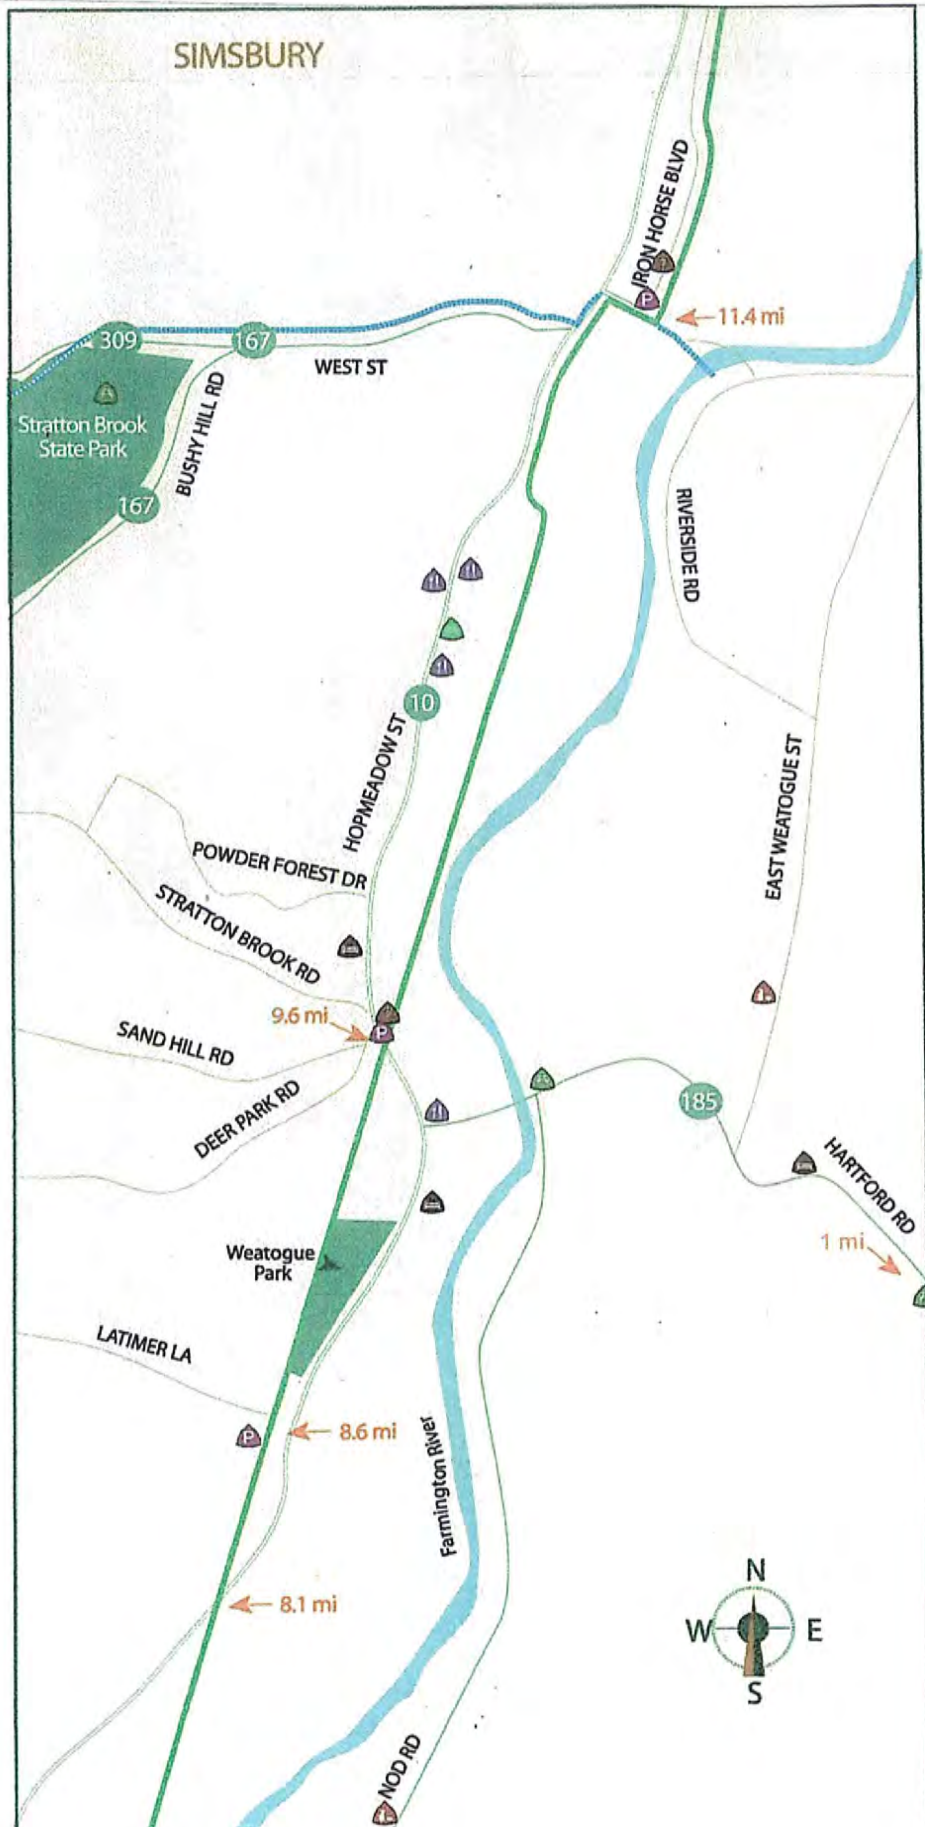 SIMSBURY
IRON HORSE BLVD
P
11.4 mi
309
167
WEST ST
BUSHY HILL RD
Stratton Brook
State Park
167
RIVERSIDE RD
10
HOPMEADOW ST
EAST WEATOGUE ST
POWDER FOREST DR
STRATTON BROOK RD
9.6 mi
P
SAND HILL RD
DEER PARK RD
185
HARTFORD RD
1 mi
Weatogue
Park
LATIMER LA
P
8.6 mi
Farmington River
8.1 mi
N
W
E
S
NOD RD